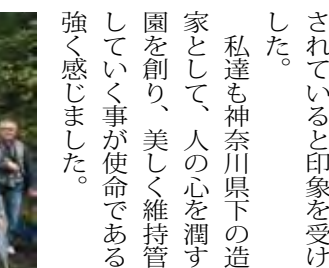 されていると印象を受け
した。
私達も神奈川県下の造
家として、人の心を潤す
園を創り、美しく維持管
していく事が使命である
強く感じました。